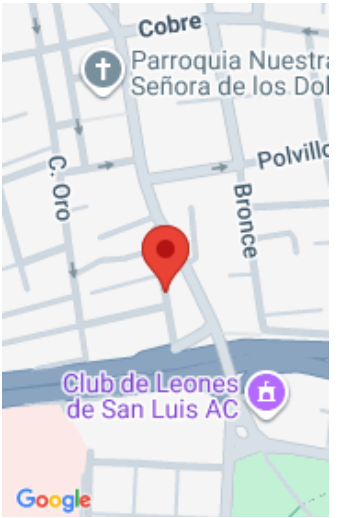 Cobre
Parroquia Nuestra
Señora de los Dol
Polvillo
C. Oro
Bronce
Club de Leones
de San Luis AC
Google